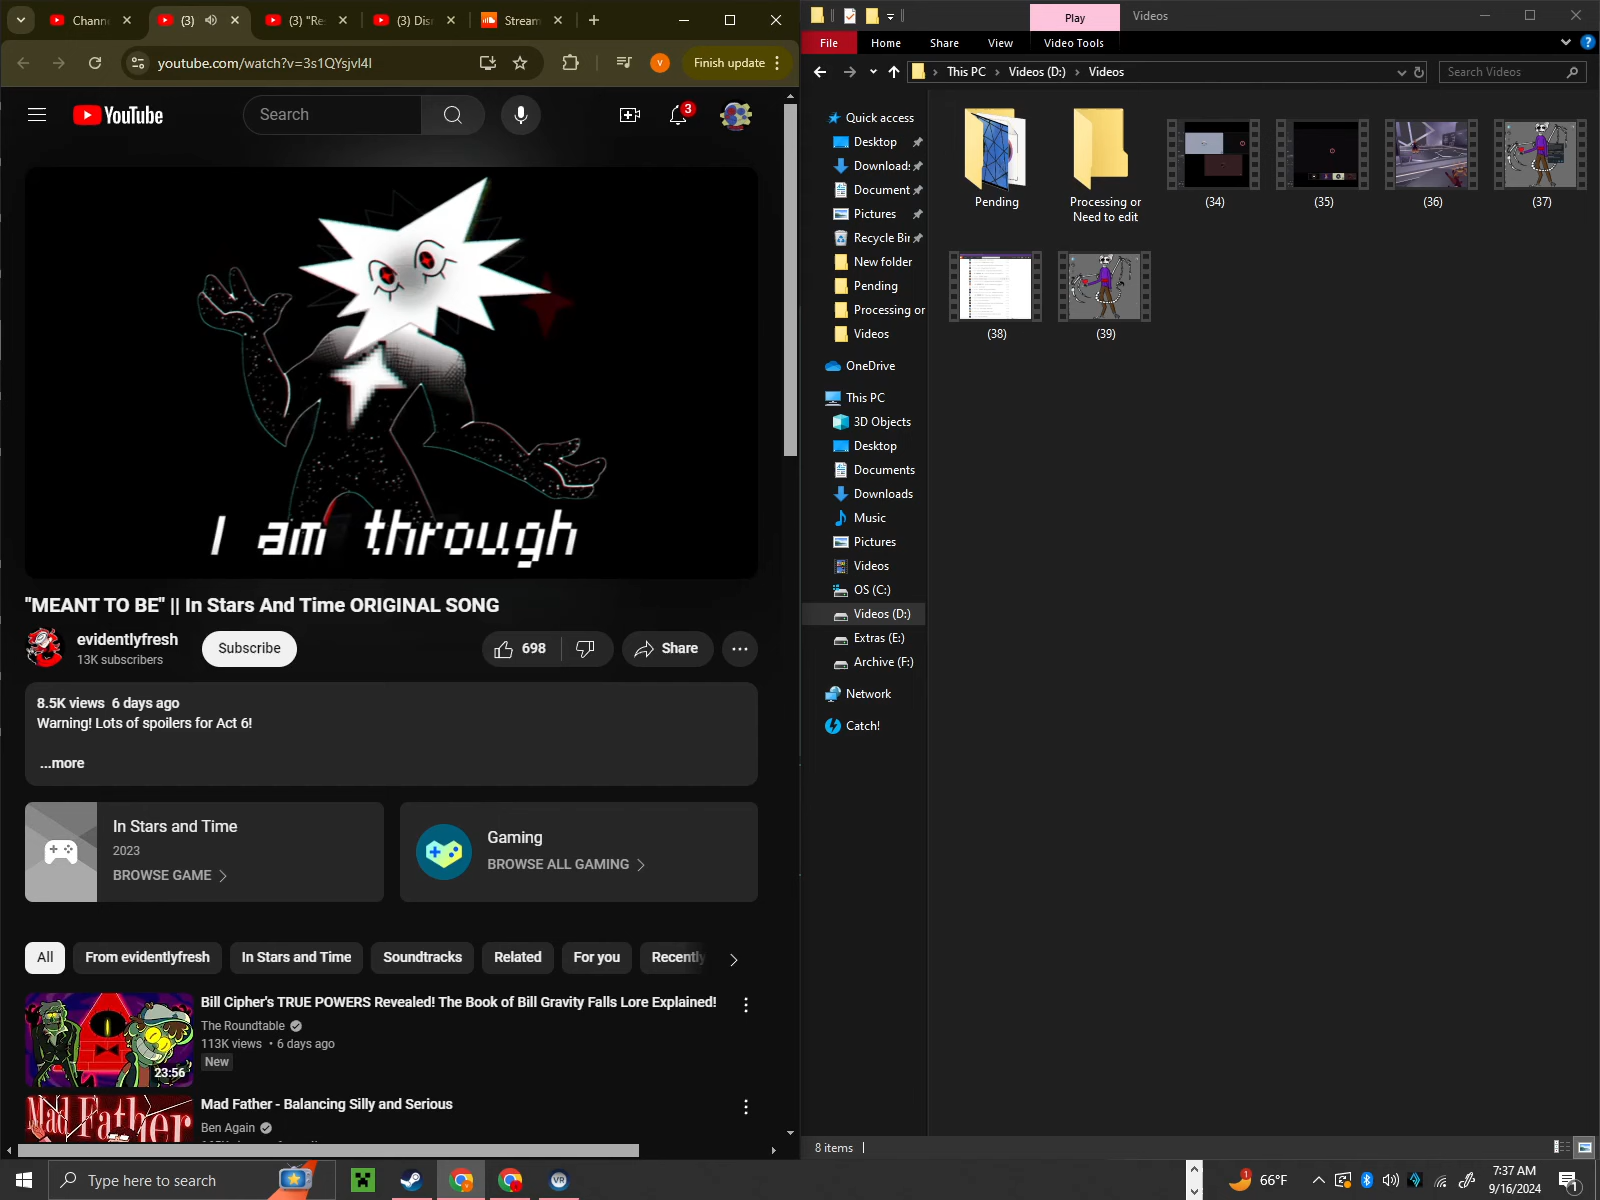 Chann
(3)
(3) "Re
(3) Dis
Stream
youtube.com/watch?v=3s1QYsjvl4I
V
Finish update
YouTube
Search
3
I am through
"MEANT TO BE" || In Stars And Time ORIGINAL SONG
evidentlyfresh
13K subscribers
Subscribe
698
Share
8.5K views 6 days ago
Warning! Lots of spoilers for Act 6!
...more
In Stars and Time
2023
BROWSE GAME
Gaming
BROWSE ALL GAMING
All
From evidentlyfresh
In Stars and Time
Soundtracks
Related
For you
Recently
Bill Cipher's TRUE POWERS Revealed! The Book of Bill Gravity Falls Lore Explained!
The Roundtable
113K views • 6 days ago
New
23:56
Mad Father
Mad Father - Balancing Silly and Serious
Ben Again
Play
Videos
File
Home
Share
View
Video Tools
This PC
Videos (D:)
Videos
Search Videos
Quick access
Desktop
Downloads
Document
Pictures
Recycle Bin
New folder
Pending
Processing or
Videos
OneDrive
This PC
3D Objects
Desktop
Documents
Downloads
Music
Pictures
Videos
OS (C:)
Videos (D:)
Extras (E:)
Archive (F:)
Network
Catch!
Pending
Processing or
Need to edit
(34)
(35)
(36)
(37)
(38)
(39)
8 items
Type here to search
VR
1
66°F
7:37 AM
9/16/2024
1